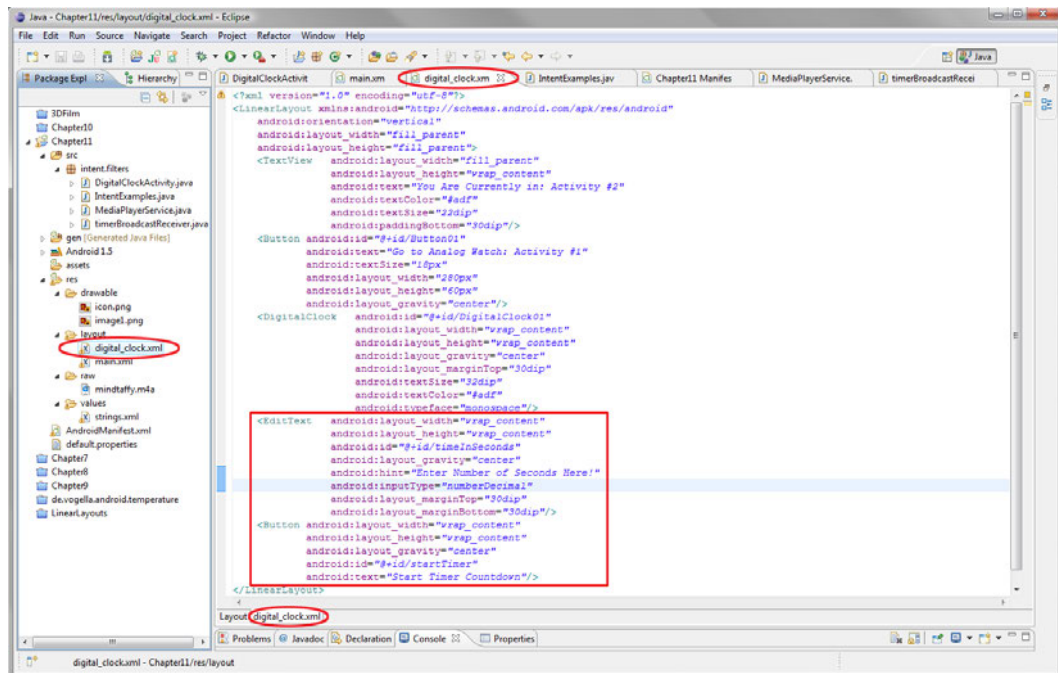 Java - Chapter11/res/layout/digital_clock.xml - Eclipse
File Edit Run Source Navigate Search Project Refactor Window Help
Java
Package Expl
Hierarchy
DigitalClockActivit
main.xm
digital_clock.xm
IntentExamples.jav
Chapter11 Manifes
MediaPlayerService.
timerBroadcastRecei
3DFilm
Chapter10
Chapter11
src
intent.filters
DigitalClockActivity.java
IntentExamples.java
MediaPlayerService.java
timerBroadcastReceiver.java
gen [Generated Java Files]
Android 1.5
assets
res
drawable
icon.png
image1.png
layout
digital_clock.xml
main.xml
raw
mindtaffy.m4a
values
strings.xml
AndroidManifest.xml
default.properties
Chapter7
Chapter8
Chapter9
de.vogella.android.temperature
LinearLayouts
<?xml version="1.0" encoding="utf-8"?>
<LinearLayout xmlns:android="http://schemas.android.com/apk/res/android"
android:orientation="vertical"
android:layout_width="fill_parent"
android:layout_height="fill_parent">
<TextView android:layout_width="fill_parent"
android:layout_height="wrap_content"
android:text="You Are Currently in: Activity #2"
android:textColor="#adf"
android:textSize="22dip"
android:paddingBottom="30dip"/>
<Button android:id="@+id/Button01"
android:text="Go to Analog Watch: Activity #1"
android:textSize="18px"
android:layout_width="280px"
android:layout_height="60px"
android:layout_gravity="center"/>
<DigitalClock android:id="@+id/DigitalClock01"
android:layout_width="wrap_content"
android:layout_height="wrap_content"
android:layout_gravity="center"
android:layout_marginTop="30dip"
android:textSize="32dip"
android:textColor="#adf"
android:typeface="monospace"/>
<EditText android:layout_width="wrap_content"
android:layout_height="wrap_content"
android:id="@+id/timeInSeconds"
android:layout_gravity="center"
android:hint="Enter Number of Seconds Here!"
android:inputType="numberDecimal"
android:layout_marginTop="30dip"
android:layout_marginBottom="30dip"/>
<Button android:layout_width="wrap_content"
android:layout_height="wrap_content"
android:layout_gravity="center"
android:id="@+id/startTimer"
android:text="Start Timer Countdown"/>
</LinearLayout>
Layout digital_clock.xml
Problems @ Javadoc Declaration Console Properties
digital_clock.xml - Chapter11/res/layout